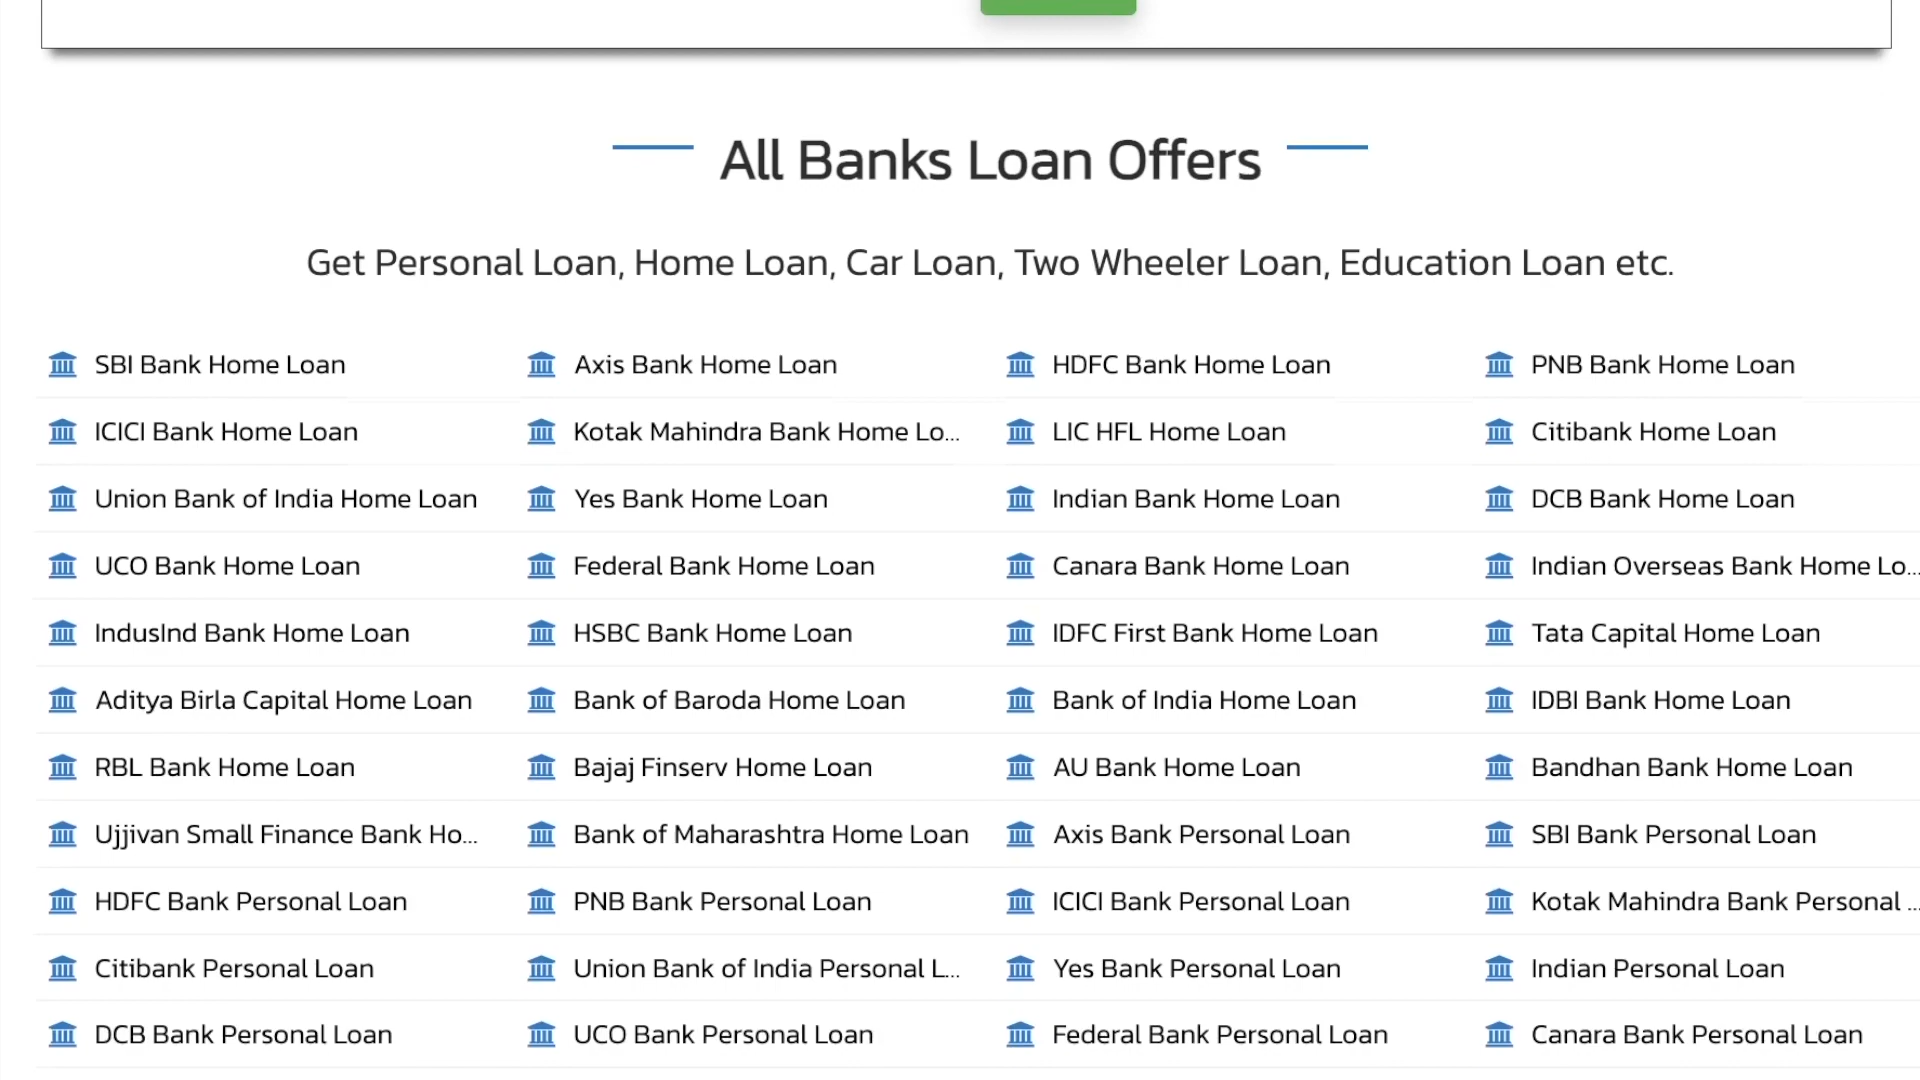 All Banks Loan Offers
Get Personal Loan, Home Loan, Car Loan, Two Wheeler Loan, Education Loan etc.
SBI Bank Home Loan
Axis Bank Home Loan
HDFC Bank Home Loan
PNB Bank Home Loan
ICICI Bank Home Loan
Kotak Mahindra Bank Home Lo...
LIC HFL Home Loan
Citibank Home Loan
Union Bank of India Home Loan
Yes Bank Home Loan
Indian Bank Home Loan
DCB Bank Home Loan
UCO Bank Home Loan
Federal Bank Home Loan
Canara Bank Home Loan
Indian Overseas Bank Home Lo...
IndusInd Bank Home Loan
HSBC Bank Home Loan
IDFC First Bank Home Loan
Tata Capital Home Loan
Aditya Birla Capital Home Loan
Bank of Baroda Home Loan
Bank of India Home Loan
IDBI Bank Home Loan
RBL Bank Home Loan
Bajaj Finserv Home Loan
AU Bank Home Loan
Bandhan Bank Home Loan
Ujjivan Small Finance Bank Ho...
Bank of Maharashtra Home Loan
Axis Bank Personal Loan
SBI Bank Personal Loan
HDFC Bank Personal Loan
PNB Bank Personal Loan
ICICI Bank Personal Loan
Kotak Mahindra Bank Personal ...
Citibank Personal Loan
Union Bank of India Personal L...
Yes Bank Personal Loan
Indian Personal Loan
DCB Bank Personal Loan
UCO Bank Personal Loan
Federal Bank Personal Loan
Canara Bank Personal Loan